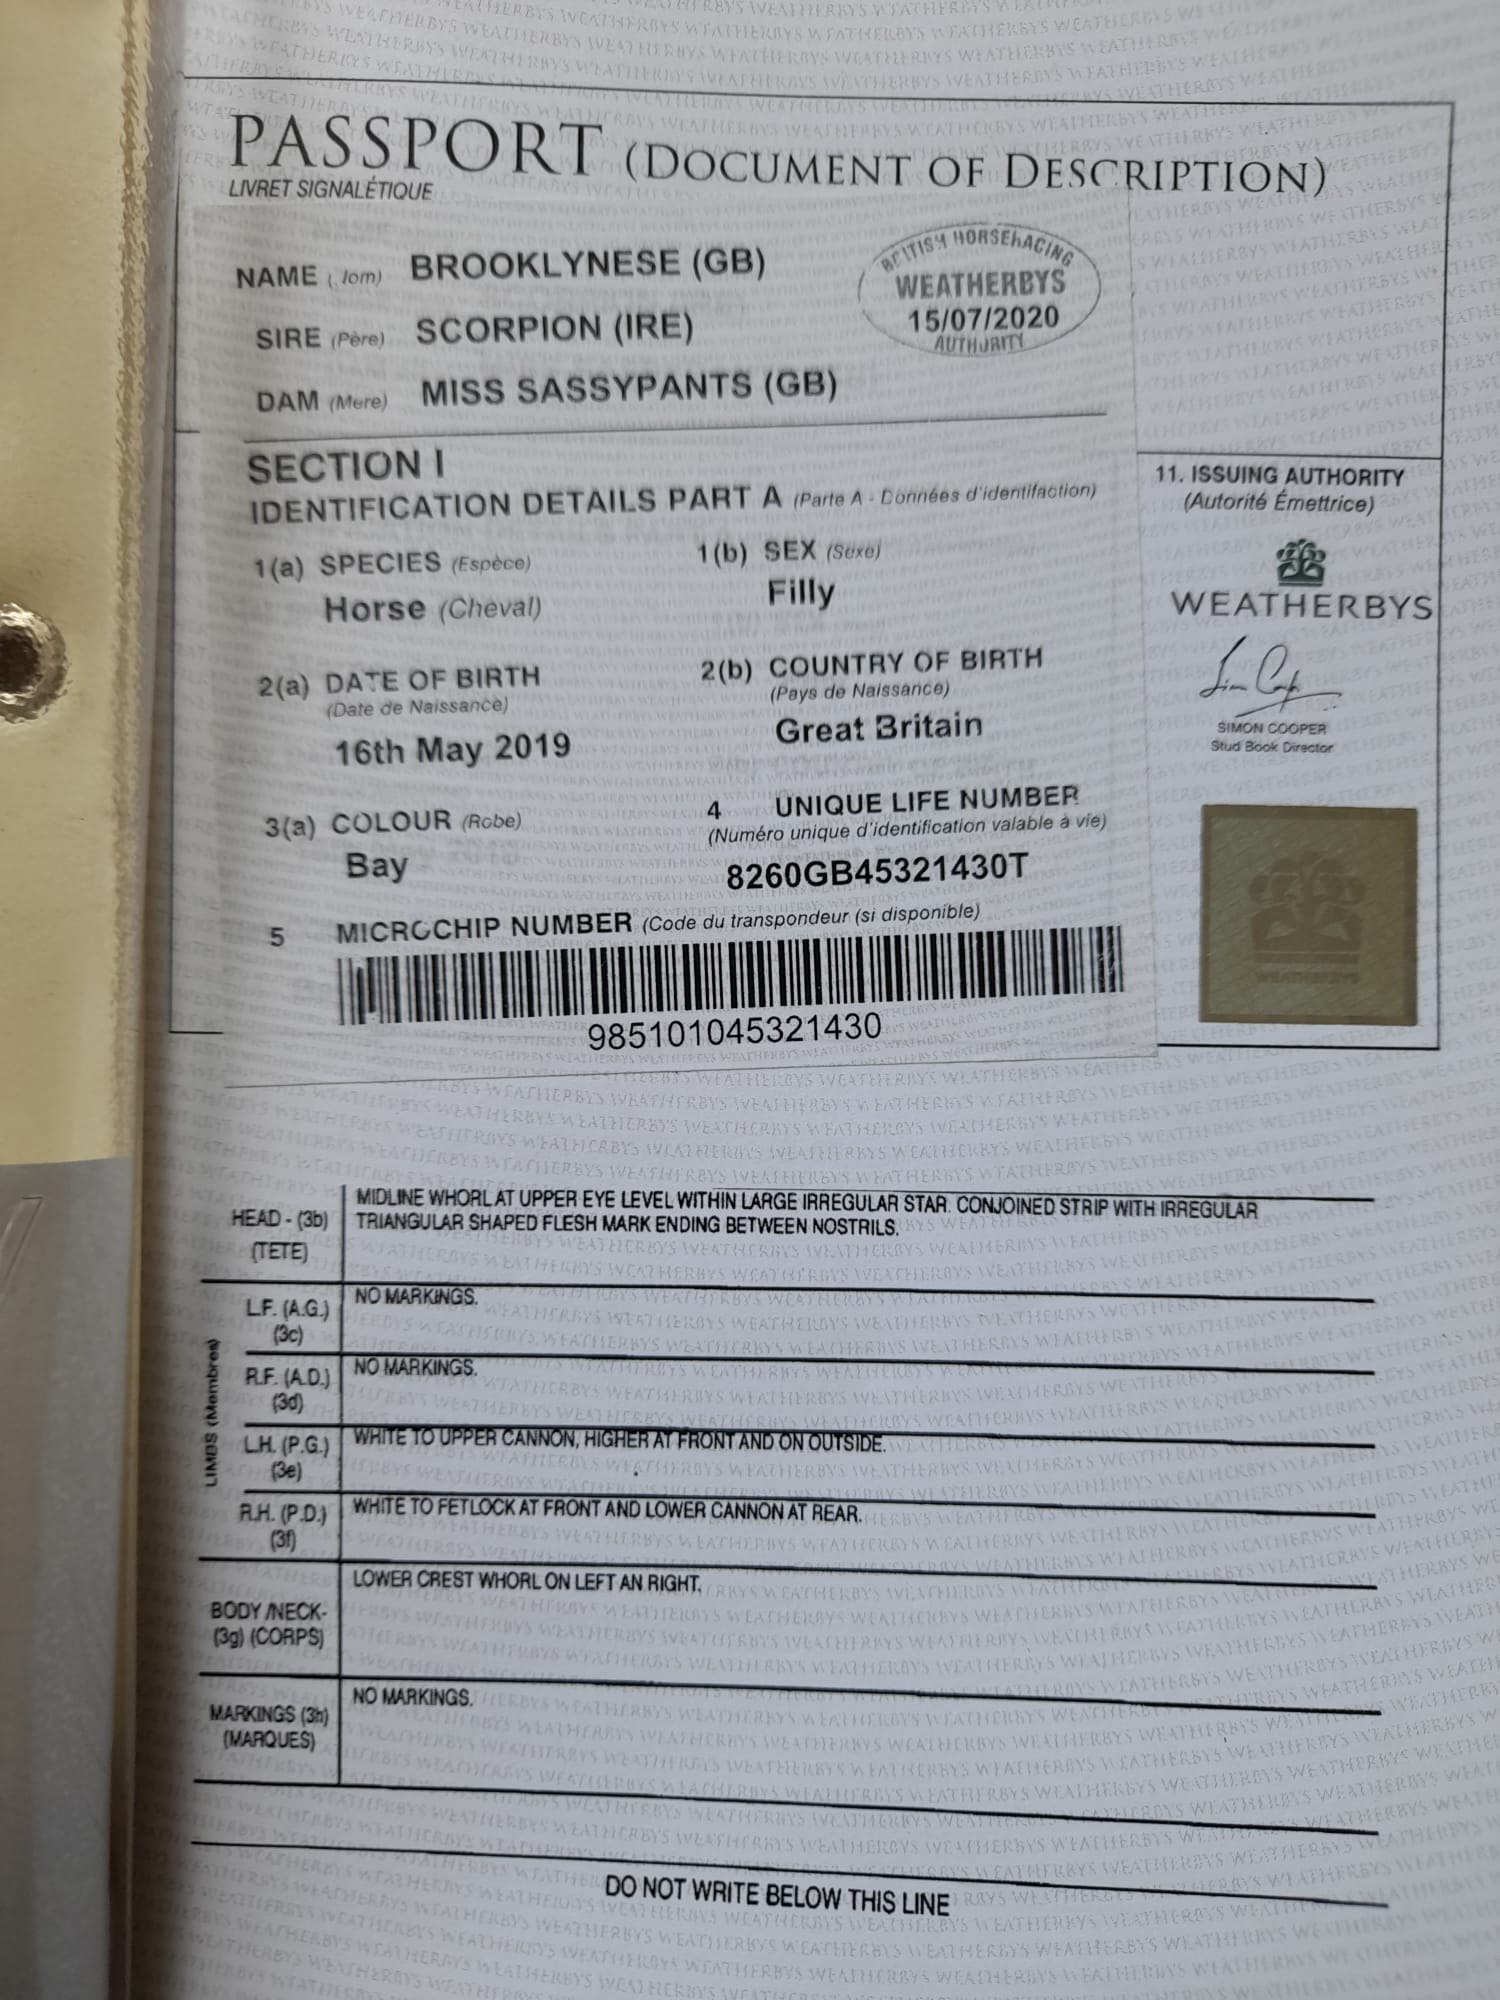 PASSPORT (DOCUMENT OF DESCRIPTION)
LIVRET SIGNALÉTIQUE
NAME ( Jom) BROOKLYNESE (GB)
SIRE (Père) SCORPION (IRE)
DAM (Mere) MISS SASSYPANTS (GB)
BRITISH HORSERACING
WEATHERBYS
15/07/2020
AUTHORITY
SECTION I
IDENTIFICATION DETAILS PART A (Parte A - Données d'identifaction)
1(a) SPECIES (Espèce)
Horse (Cheval)
1(b) SEX (Sexe)
Filly
2(a) DATE OF BIRTH
(Date de Naissance)
16th May 2019
2(b) COUNTRY OF BIRTH
(Pays de Naissance)
Great Britain
3(a) COLOUR (Robe)
Bay
4 UNIQUE LIFE NUMBER
(Numéro unique d'identification valable à vie)
8260GB45321430T
5 MICROCHIP NUMBER (Code du transpondeur (si disponible)
985101045321430
11. ISSUING AUTHORITY
(Autorité Émettrice)
WEATHERBYS
SIMON COOPER
Stud Book Director
WEATHERBYS
HEAD - (3b)
(TETE)
MIDLINE WHORL AT UPPER EYE LEVEL WITHIN LARGE IRREGULAR STAR. CONJOINED STRIP WITH IRREGULAR
TRIANGULAR SHAPED FLESH MARK ENDING BETWEEN NOSTRILS.
LIMBS (Membres)
L.F. (A.G.)
(3c)
NO MARKINGS.
R.F. (A.D.)
(3d)
NO MARKINGS.
L.H. (P.G.)
(3e)
WHITE TO UPPER CANNON, HIGHER AT FRONT AND ON OUTSIDE.
R.H. (P.D.)
(3f)
WHITE TO FETLOCK AT FRONT AND LOWER CANNON AT REAR.
BODY /NECK-
(3g) (CORPS)
LOWER CREST WHORL ON LEFT AN RIGHT.
MARKINGS (3h)
(MARQUES)
NO MARKINGS.
DO NOT WRITE BELOW THIS LINE